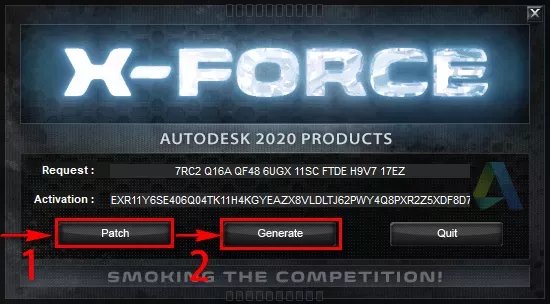 X-FORCE
AUTODESK 2020 PRODUCTS
Request : 7RC2 Q16A QF48 6UGX 11SC FTDE H9V7 17EZ
Activation : EXR11Y6SE406Q04TK11H4KGYEAZX8VLDLTJ62PWY4Q8PXR2Z5XDF8D7
Patch Generate Quit
1 2
SMOKING THE COMPETITION!